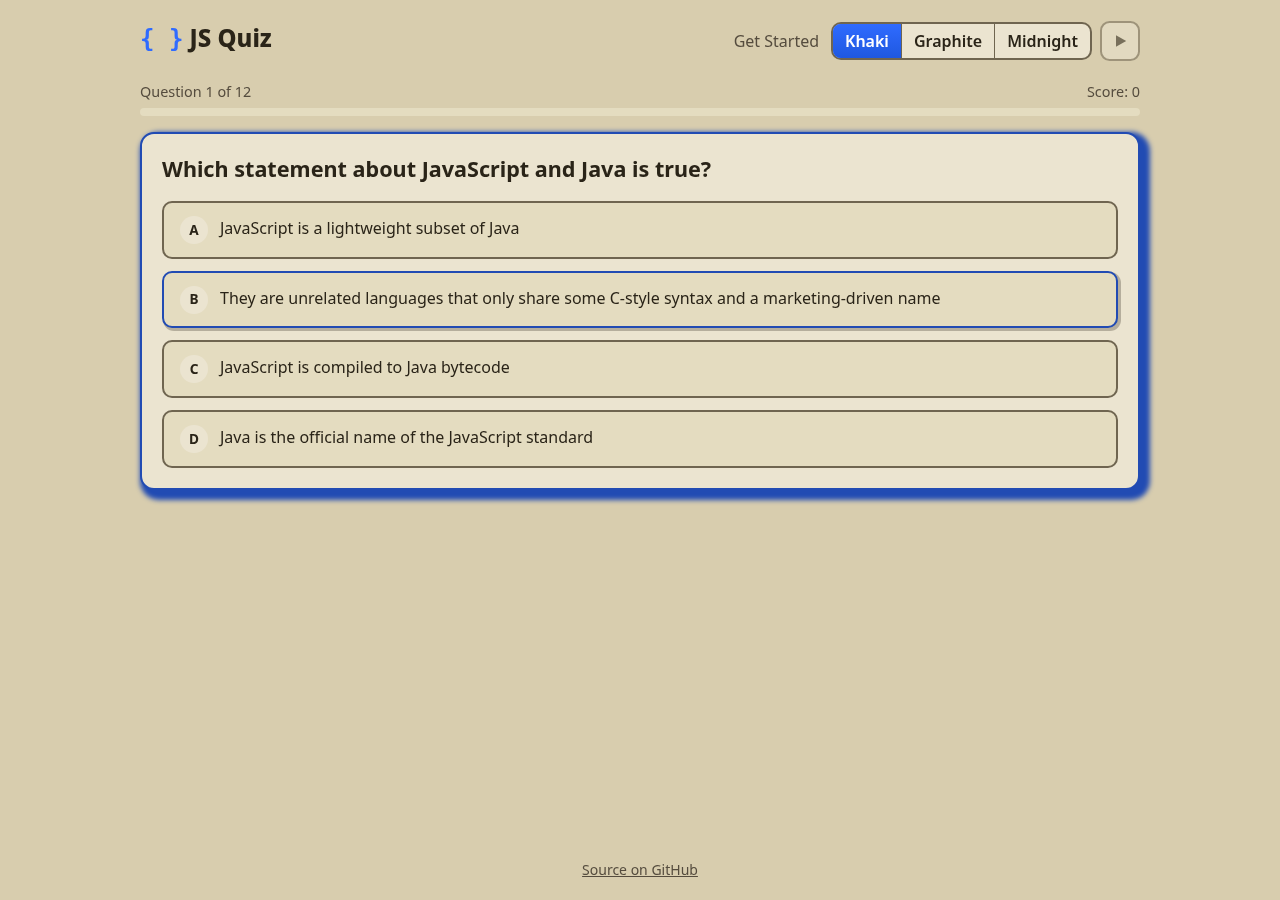 { } JS Quiz
Get Started
Khaki
Graphite
Midnight
Question 1 of 12
Score: 0
Which statement about JavaScript and Java is true?
A JavaScript is a lightweight subset of Java
B They are unrelated languages that only share some C-style syntax and a marketing-driven name
C JavaScript is compiled to Java bytecode
D Java is the official name of the JavaScript standard
Source on GitHub